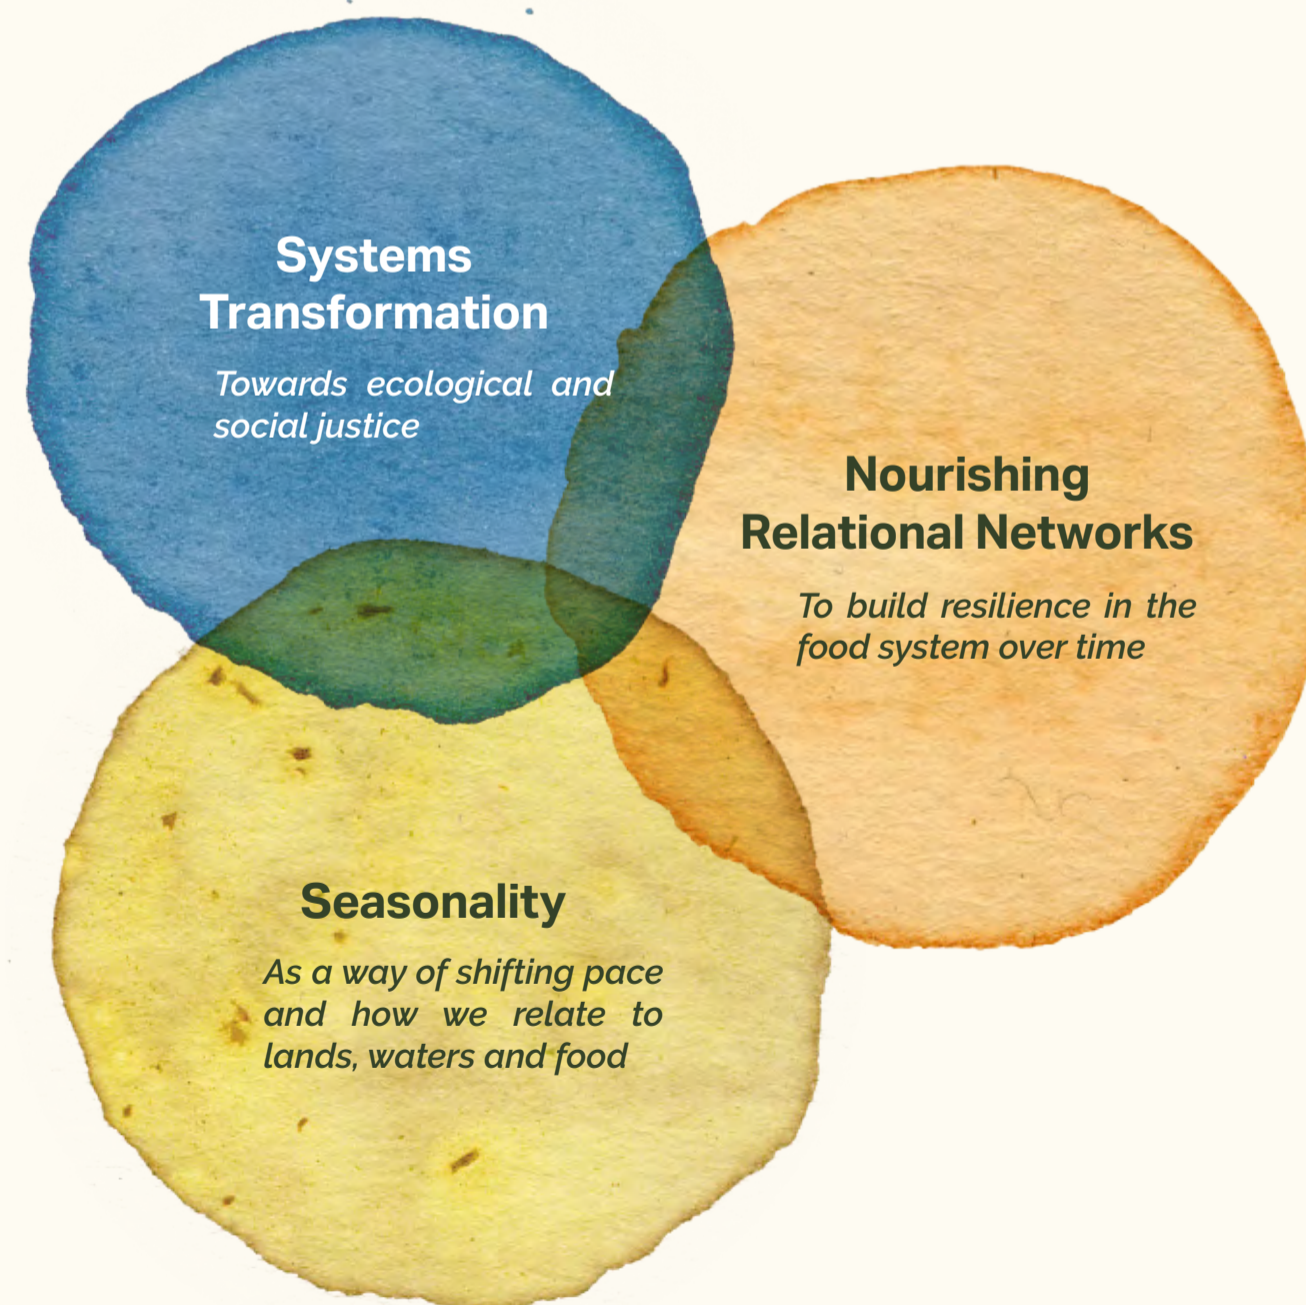 Systems
Transformation
Towards ecological and
social justice
Nourishing
Relational Networks
To build resilience in the
food system over time
Seasonality
As a way of shifting pace
and how we relate to
lands, waters and food